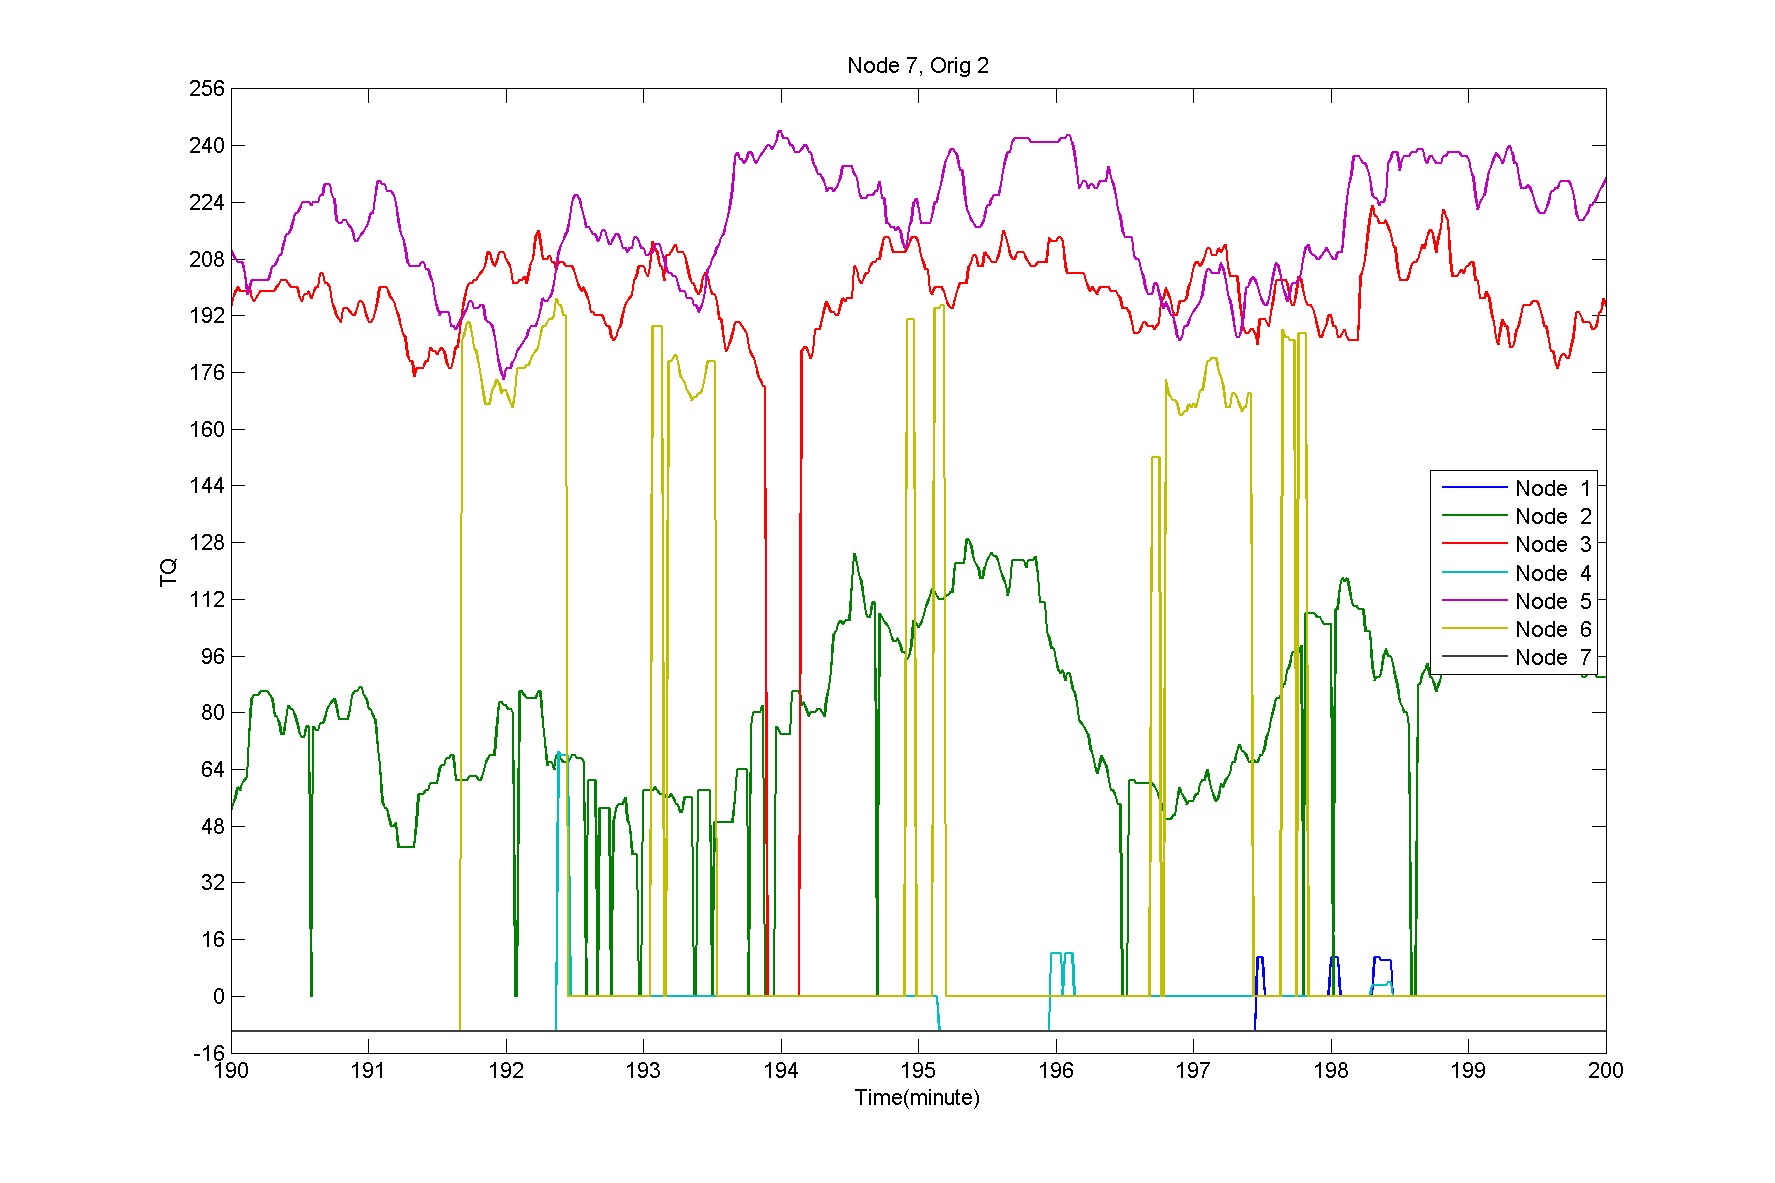 Node 7, Orig 2
256
240
224
208
192
176
160
144
128
112
96
80
64
48
32
16
0
-16
TQ
Node 1
Node 2
Node 3
Node 4
Node 5
Node 6
Node 7
190 191 192 193 194 195 196 197 198 199 200
Time(minute)